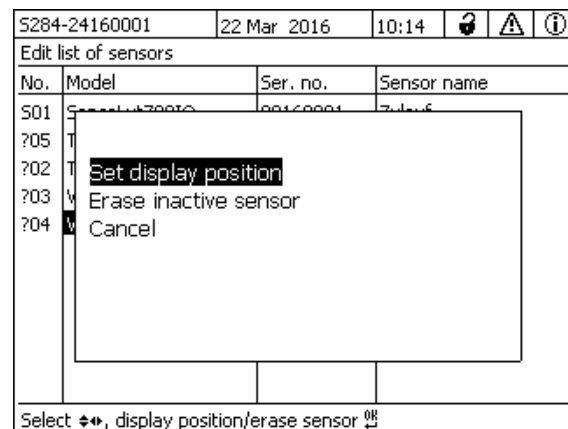 S284-24160001 22 Mar 2016 10:14
Edit list of sensors
No. Model Ser. no. Sensor name
S01
?05 T
?02 T
?03 V
?04 V
Set display position
Erase inactive sensor
Cancel
Select , display position/erase sensor OK